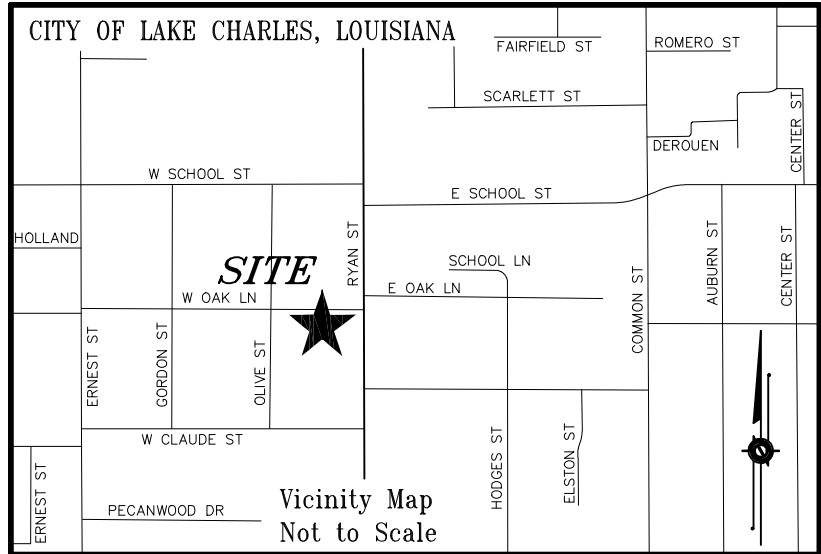 CITY OF LAKE CHARLES, LOUISIANA
FAIRFIELD ST
ROMERO ST
SCARLETT ST
CENTER ST
DEROUEN
W SCHOOL ST
E SCHOOL ST
HOLLAND
RYAN ST
SITE
SCHOOL LN
E OAK LN
W OAK LN
COMMON ST
AUBURN ST
CENTER ST
ERNEST ST
GORDON ST
OLIVE ST
W CLAUDE ST
HODGES ST
ELSTON ST
ERNEST ST
PECANWOOD DR
Vicinity Map
Not to Scale